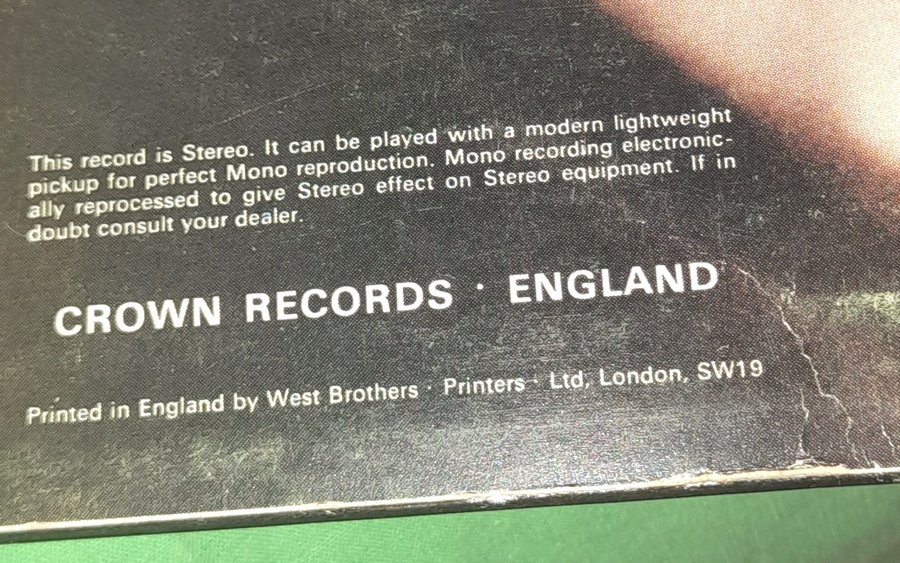 This record is Stereo. It can be played with a modern lightweight
pickup for perfect Mono reproduction. Mono recording electronic-
ally reprocessed to give Stereo effect on Stereo equipment. If in
doubt consult your dealer.
CROWN RECORDS · ENGLAND
Printed in England by West Brothers · Printers · Ltd, London, SW19